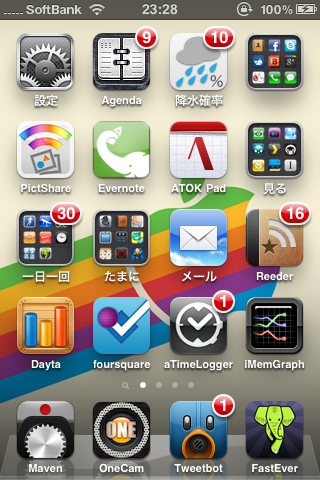 SoftBank 23:28 100%
9 10
設定 Agenda 降水確率
PictShare Evernote ATOK Pad 見る
30 16
一日一回 たまに メール Reeder
1
Dayta foursquare aTimeLogger iMemGraph
ONE 1
Maven OneCam Tweetbot FastEver